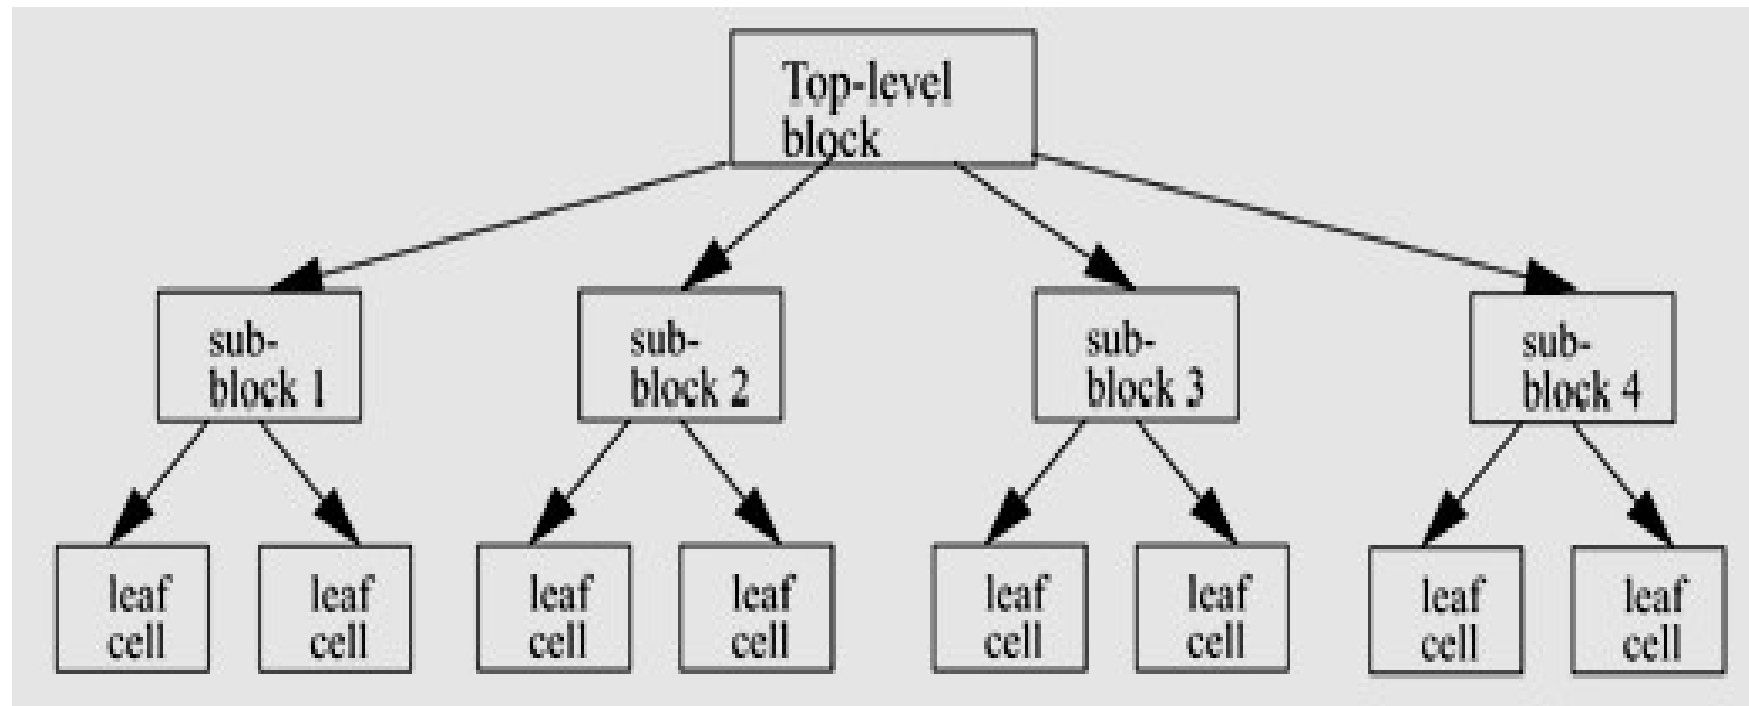 Top-level
block
sub-
block 1
sub-
block 2
sub-
block 3
sub-
block 4
leaf
cell
leaf
cell
leaf
cell
leaf
cell
leaf
cell
leaf
cell
leaf
cell
leaf
cell